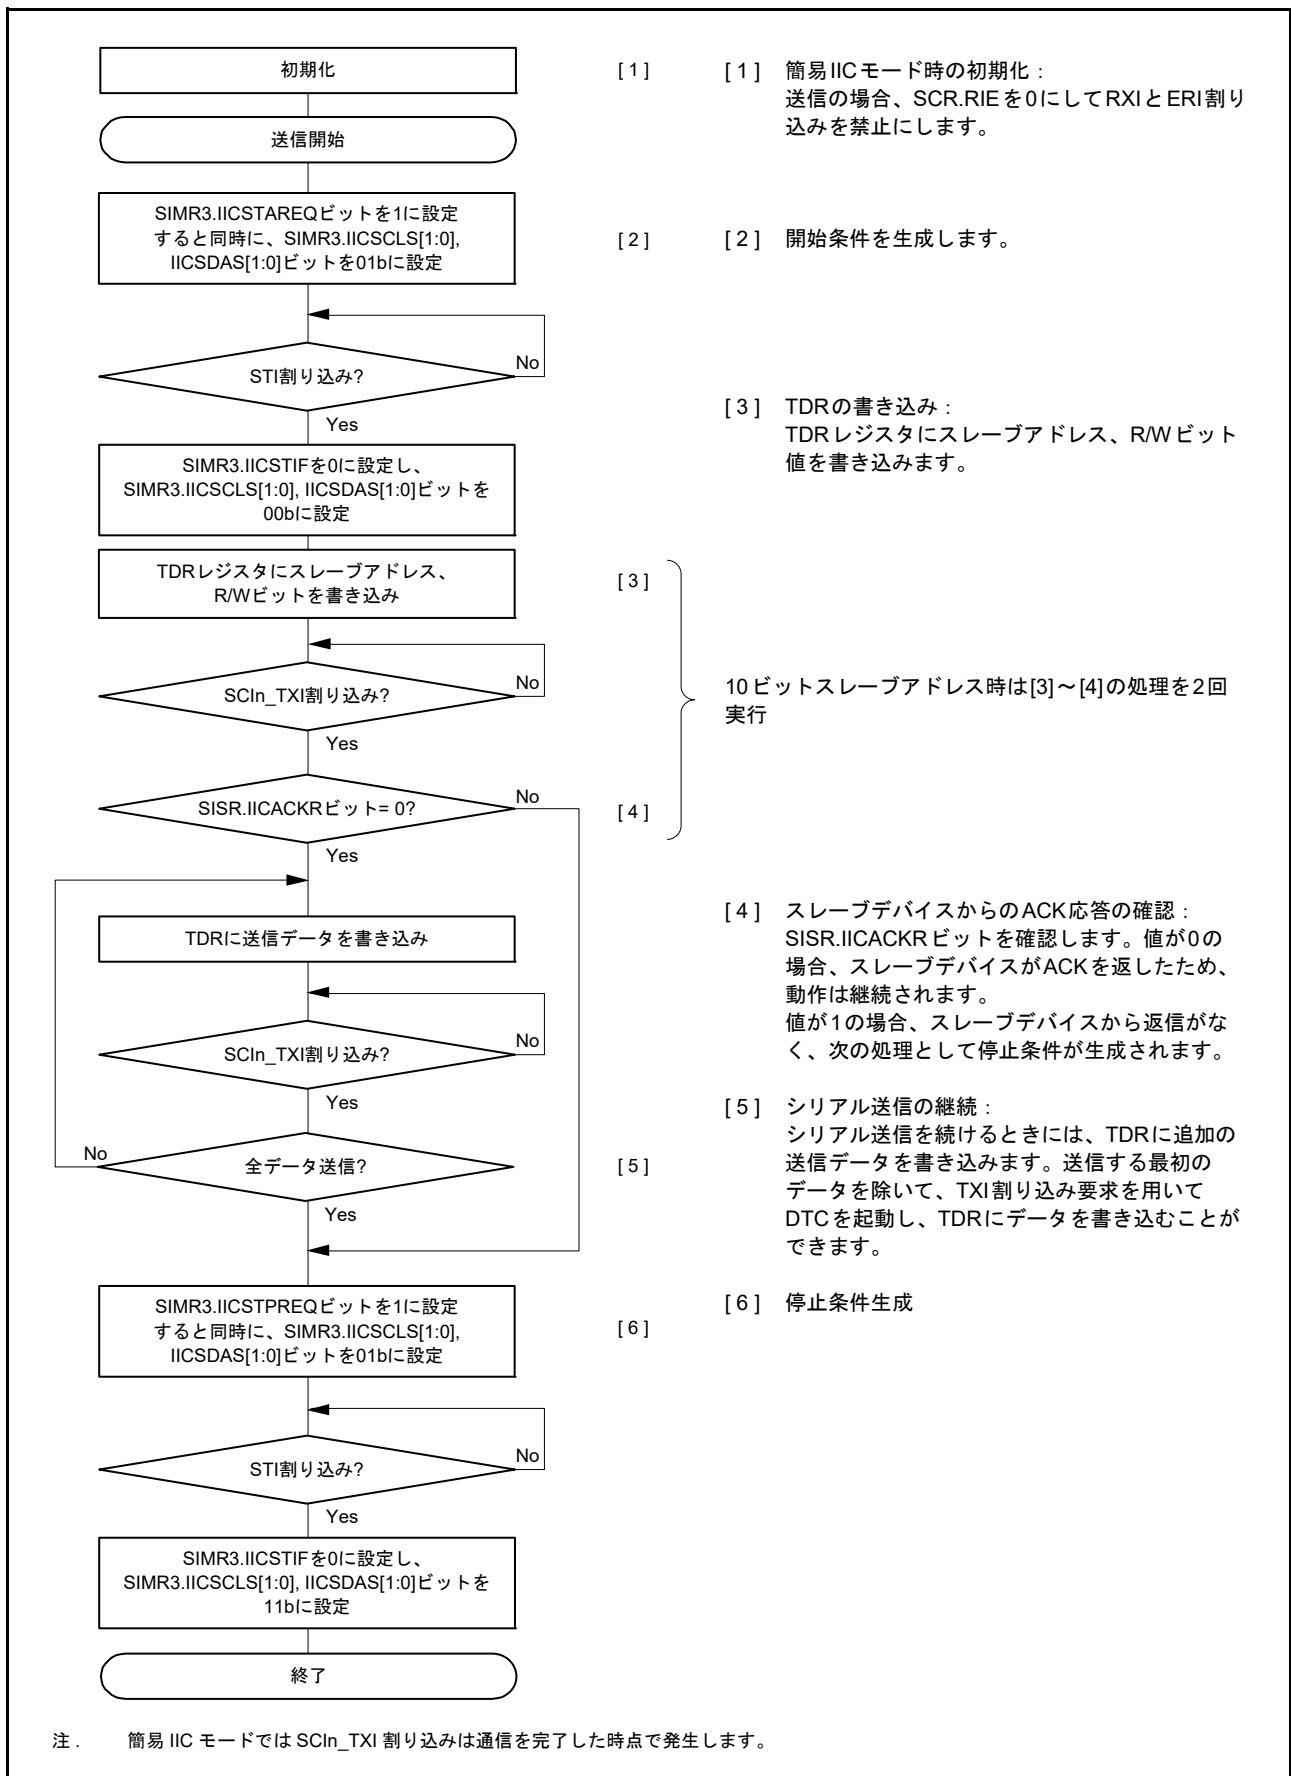 初期化
[ 1 ]
[ 1 ] 簡易IICモード時の初期化：
送信の場合、SCR.RIEを0にしてRXIとERI割り
込みを禁止にします。
送信開始
SIMR3.IICSTAREQビットを1に設定
すると同時に、SIMR3.IICSCLS[1:0],
IICSDAS[1:0]ビットを01bに設定
[ 2 ]
[ 2 ] 開始条件を生成します。
STI割り込み?
No
Yes
[ 3 ] TDRの書き込み：
TDRレジスタにスレーブアドレス、R/Wビット
値を書き込みます。
SIMR3.IICSTIFを0に設定し、
SIMR3.IICSCLS[1:0], IICSDAS[1:0]ビットを
00bに設定
TDRレジスタにスレーブアドレス、
R/Wビットを書き込み
[ 3 ]
SCIn_TXI割り込み?
No
Yes
10ビットスレーブアドレス時は[3]～[4]の処理を2回
実行
SISR.IICACKRビット= 0?
No
Yes
[ 4 ]
TDRに送信データを書き込み
[ 4 ] スレーブデバイスからのACK応答の確認：
SISR.IICACKRビットを確認します。値が0の
場合、スレーブデバイスがACKを返したため、
動作は継続されます。
値が1の場合、スレーブデバイスから返信がな
く、次の処理として停止条件が生成されます。
SCIn_TXI割り込み?
No
Yes
[ 5 ] シリアル送信の継続：
シリアル送信を続けるときには、TDRに追加の
送信データを書き込みます。送信する最初の
データを除いて、TXI割り込み要求を用いて
DTCを起動し、TDRにデータを書き込むことが
できます。
No
全データ送信?
[ 5 ]
Yes
SIMR3.IICSTPREQビットを1に設定
すると同時に、SIMR3.IICSCLS[1:0],
IICSDAS[1:0]ビットを01bに設定
[ 6 ]
[ 6 ] 停止条件生成
STI割り込み?
No
Yes
SIMR3.IICSTIFを0に設定し、
SIMR3.IICSCLS[1:0], IICSDAS[1:0]ビットを
11bに設定
終了
注 . 簡易 IIC モードでは SCIn_TXI 割り込みは通信を完了した時点で発生します。